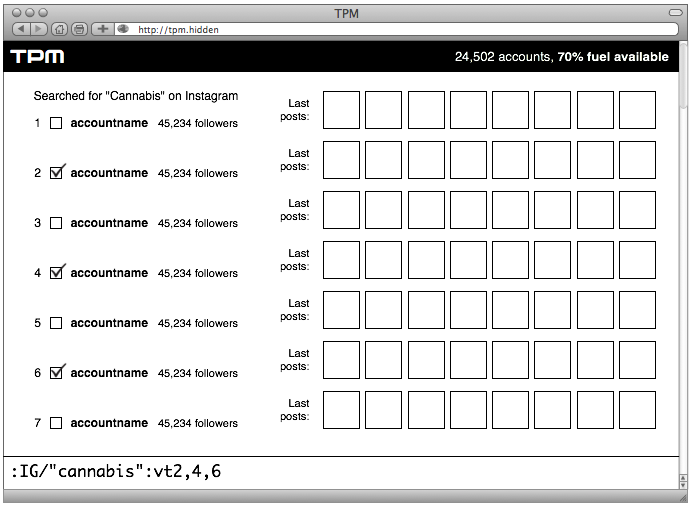 TPM
http://tpm.hidden
TPM
24,502 accounts, 70% fuel available
Searched for "Cannabis" on Instagram
1 accountname 45,234 followers
Last
posts:
2 accountname 45,234 followers
Last
posts:
3 accountname 45,234 followers
Last
posts:
4 accountname 45,234 followers
Last
posts:
5 accountname 45,234 followers
Last
posts:
6 accountname 45,234 followers
Last
posts:
7 accountname 45,234 followers
Last
posts:
:IG/"cannabis":vt2,4,6